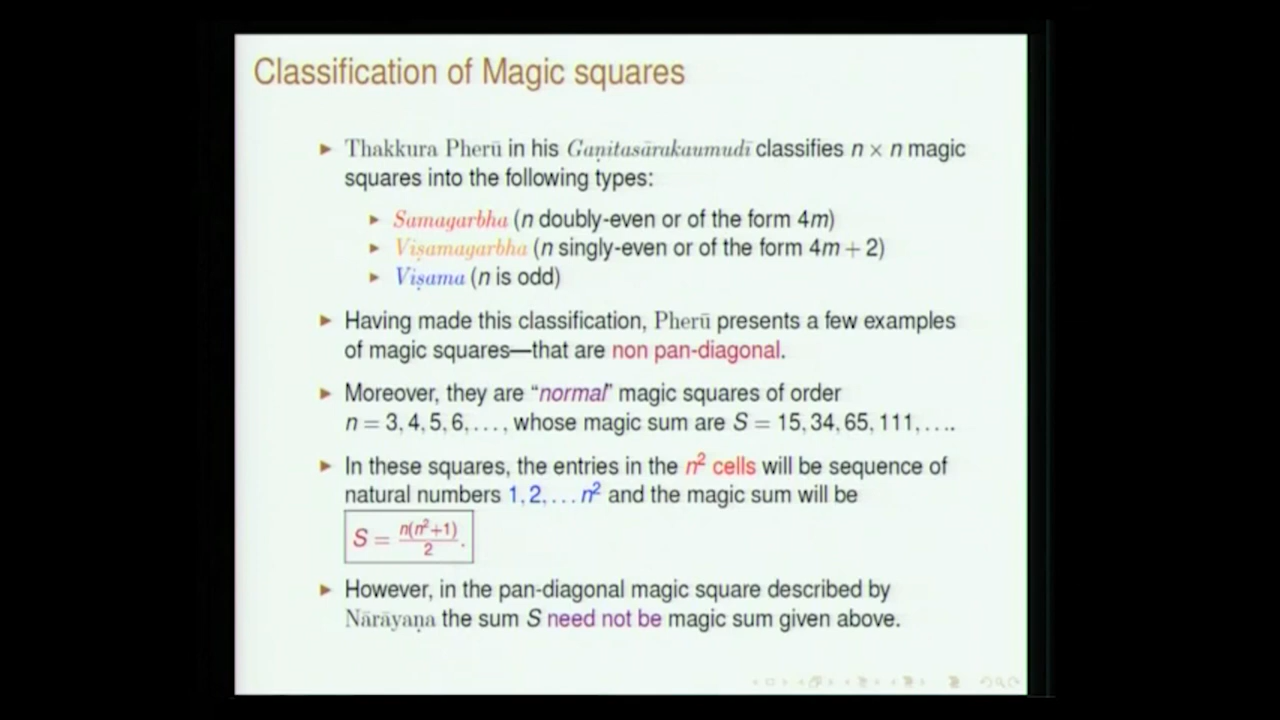 Classification of Magic squares
▶ Thakkura Pherū in his Gaṇitasārakaumudī classifies n × n magic
squares into the following types:
▶ Samagarbha (n doubly-even or of the form 4m)
▶ Viṣamagarbha (n singly-even or of the form 4m + 2)
▶ Viṣama (n is odd)
▶ Having made this classification, Pherū presents a few examples
of magic squares—that are non pan-diagonal.
▶ Moreover, they are “normal” magic squares of order
n = 3, 4, 5, 6, . . . , whose magic sum are S = 15, 34, 65, 111, . . ..
▶ In these squares, the entries in the n² cells will be sequence of
natural numbers 1, 2, . . . n² and the magic sum will be
S = n(n²+1)/2.
▶ However, in the pan-diagonal magic square described by
Nārāyaṇa the sum S need not be magic sum given above.